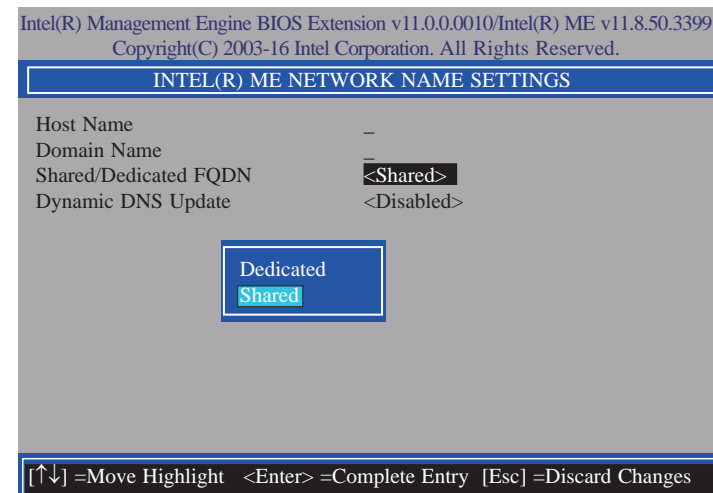 Intel(R) Management Engine BIOS Extension v11.0.0.0010/Intel(R) ME v11.8.50.3399
Copyright(C) 2003-16 Intel Corporation. All Rights Reserved.
INTEL(R) ME NETWORK NAME SETTINGS
Host Name _
Domain Name _
Shared/Dedicated FQDN <Shared>
Dynamic DNS Update <Disabled>
Dedicated
Shared
[↑↓] =Move Highlight <Enter> =Complete Entry [Esc] =Discard Changes